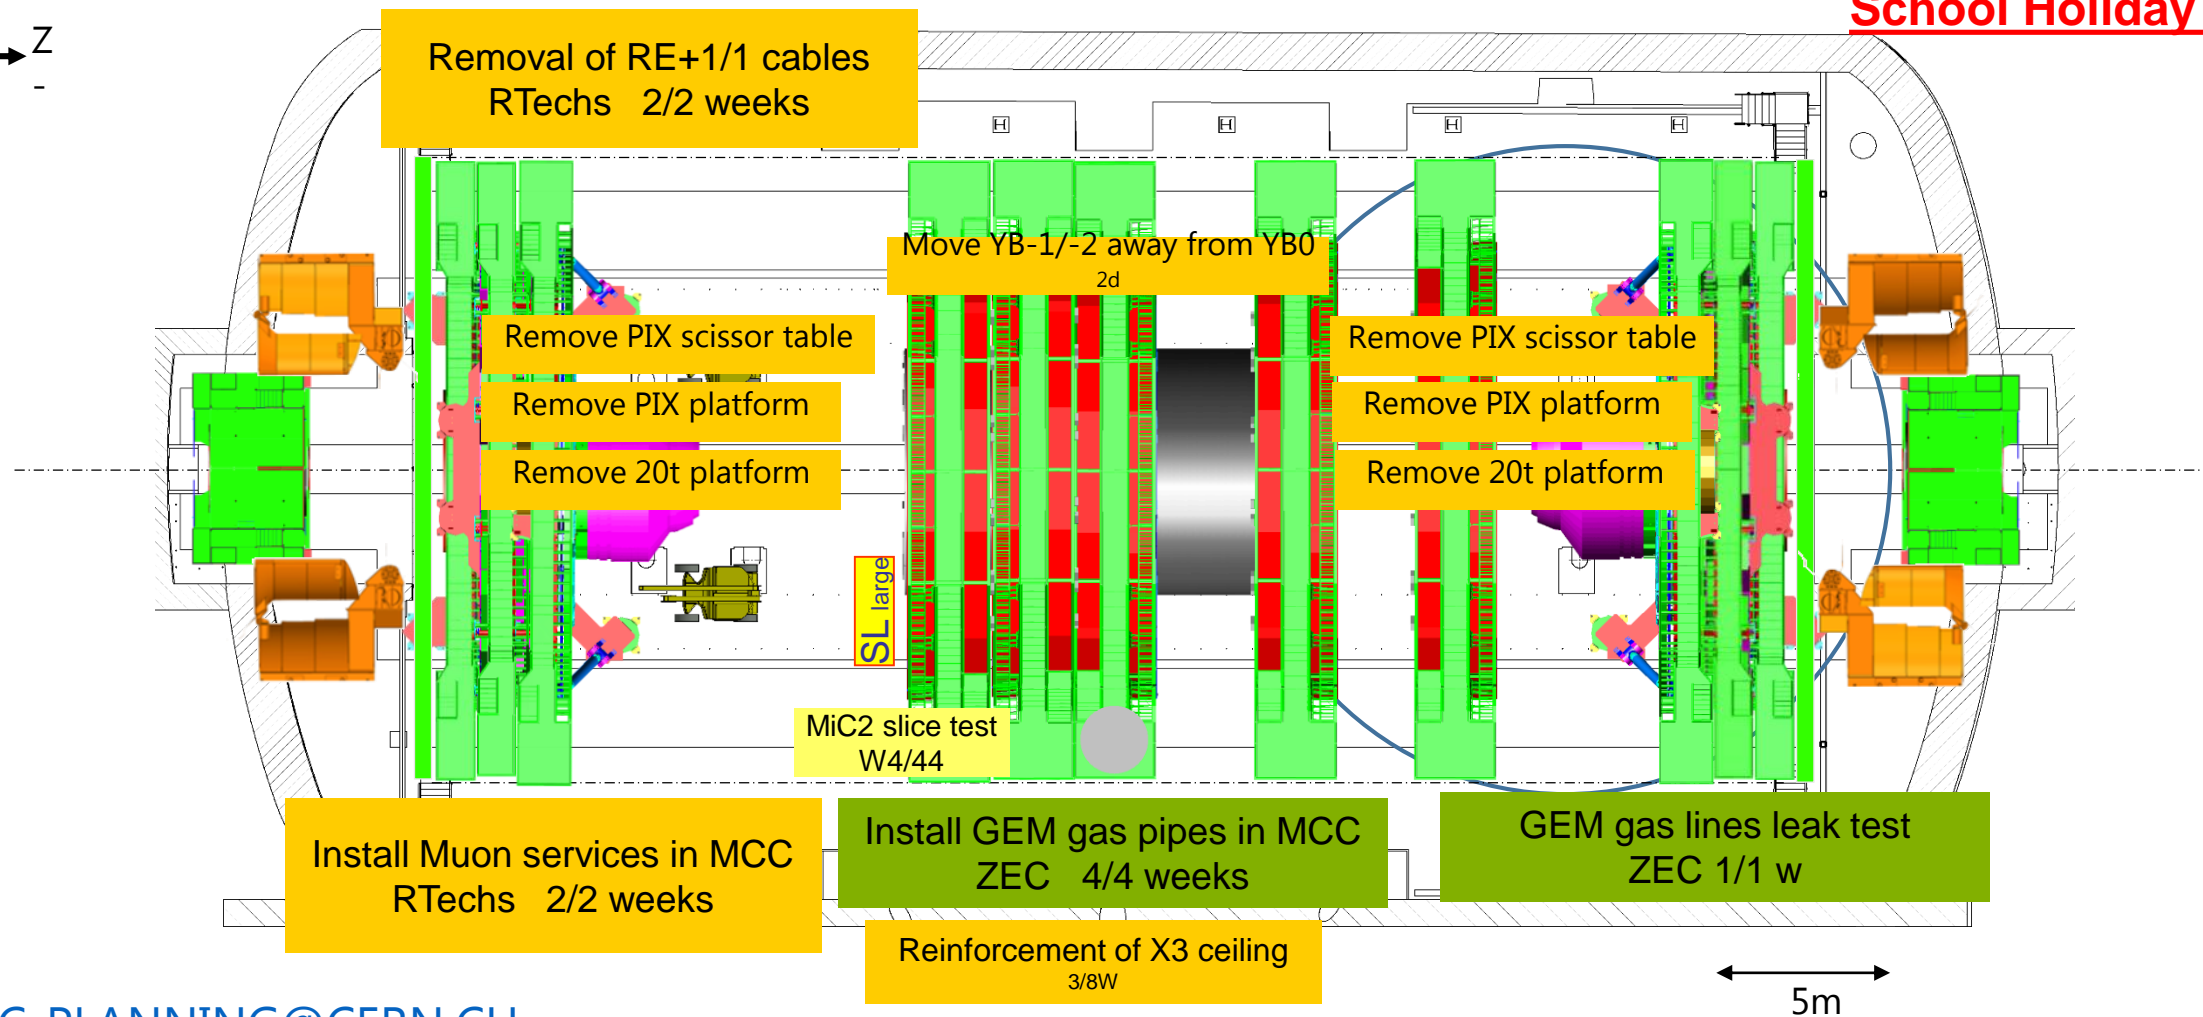 School Holiday
Z
-
Removal of RE+1/1 cables
RTechs 2/2 weeks
Move YB-1/-2 away from YB0
2d
Remove PIX scissor table
Remove PIX platform
Remove 20t platform
Remove PIX scissor table
Remove PIX platform
Remove 20t platform
SL large
MiC2 slice test
W4/44
Install Muon services in MCC
RTechs 2/2 weeks
Install GEM gas pipes in MCC
ZEC 4/4 weeks
GEM gas lines leak test
ZEC 1/1 w
Reinforcement of X3 ceiling
3/8W
5m
H
H
H
H